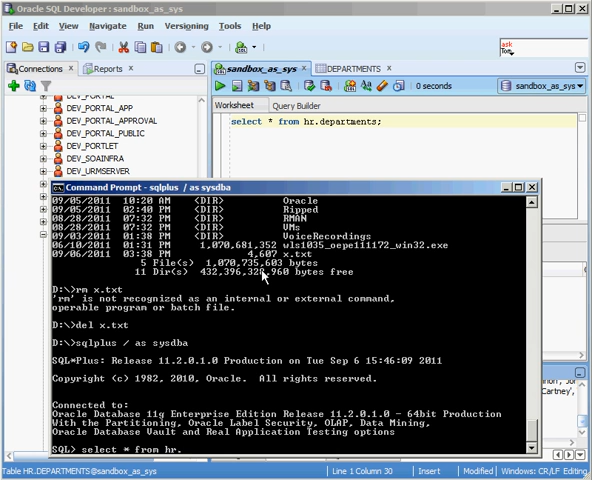 Oracle SQL Developer : sandbox_as_sys
File Edit View Navigate Run Versioning Tools Help
ask
Tom
Connections Reports sandbox_as_sys DEPARTMENTS
0 seconds sandbox_as_sys
Worksheet Query Builder
select * from hr.departments;
DEV_PORTAL
DEV_PORTAL_APP
DEV_PORTAL_APPROVAL
DEV_PORTAL_PUBLIC
DEV_PORTLET
DEV_SOAINFRA
DEV_URMSERVER
Command Prompt - sqlplus / as sysdba
09/05/2011 10:20 AM <DIR> Oracle
09/05/2011 02:40 PM <DIR> Ripped
08/28/2011 07:32 PM <DIR> RMAN
08/28/2011 07:32 PM <DIR> VMs
09/03/2011 01:38 PM <DIR> VoiceRecordings
06/10/2011 01:31 PM 1,070,681,352 wls1035_oepe111172_win32.exe
09/06/2011 03:38 PM 4,607 x.txt
5 File(s) 1,070,735,603 bytes
11 Dir(s) 432,396,328,960 bytes free
D:\>rm x.txt
'rm' is not recognized as an internal or external command,
operable program or batch file.
D:\>del x.txt
D:\>sqlplus / as sysdba
SQL*Plus: Release 11.2.0.1.0 Production on Tue Sep 6 15:46:09 2011
Copyright (c) 1982, 2010, Oracle. All rights reserved.
Connected to:
Oracle Database 11g Enterprise Edition Release 11.2.0.1.0 - 64bit Production
With the Partitioning, Oracle Label Security, OLAP, Data Mining,
Oracle Database Vault and Real Application Testing options
SQL> select * from hr.
Table HR.DEPARTMENTS@sandbox_as_sys Line 1 Column 30 Insert Modified Windows: CR/LF Editing